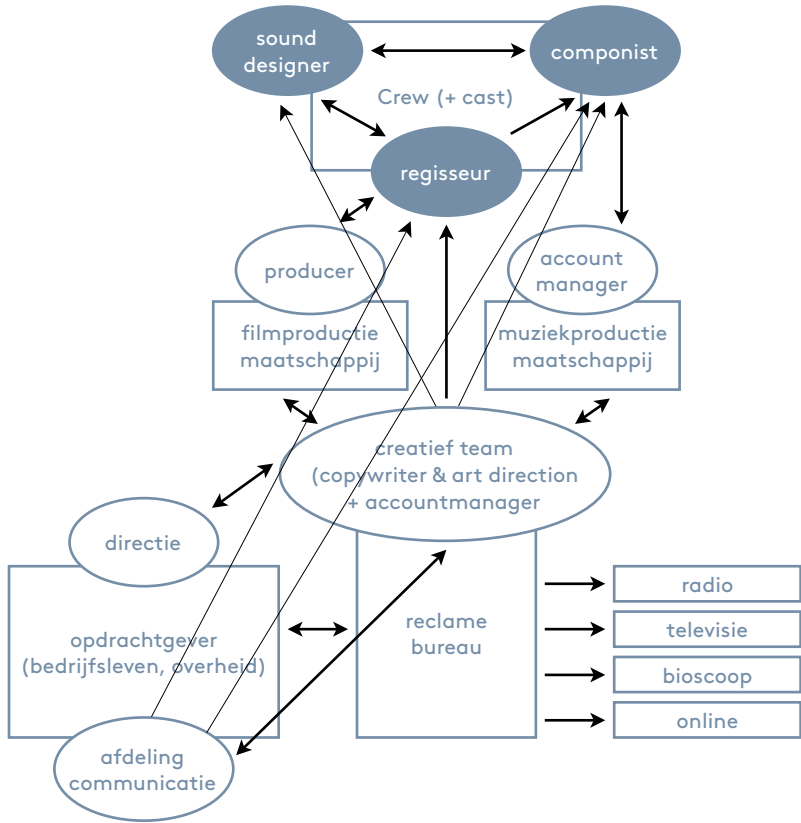 sound
designer
componist
Crew (+ cast)
regisseur
producer
account
manager
filmproductie
maatschappij
muziekproductie
maatschappij
creatief team
(copywriter & art direction
+ accountmanager
directie
opdrachtgever
(bedrijfsleven, overheid)
reclame
bureau
radio
televisie
bioscoop
online
afdeling
communicatie